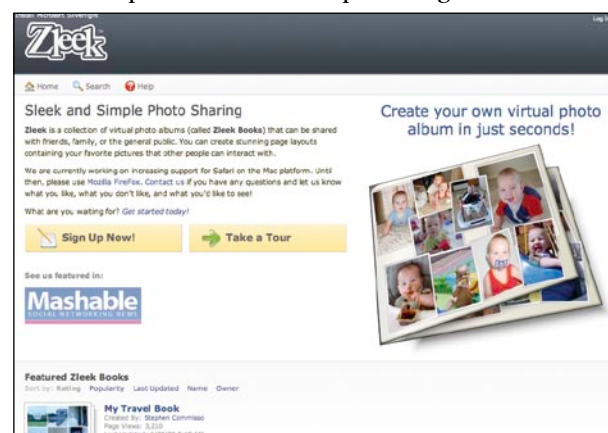 Install Microsoft Silverlight
Log In
Zleek
Home Search Help
Sleek and Simple Photo Sharing
Zleek is a collection of virtual photo albums (called Zleek Books) that can be shared
with friends, family, or the general public. You can create stunning page layouts
containing your favorite pictures that other people can interact with.
We are currently working on increasing support for Safari on the Mac platform. Until
then, please use Mozilla FireFox. Contact us if you have any questions and let us know
what you like, what you don't like, and what you'd like to see!
What are you waiting for? Get started today!
Sign Up Now! Take a Tour
See us featured in:
Mashable
SOCIAL NETWORKING NEWS
Create your own virtual photo
album in just seconds!
Featured Zleek Books
Sort by: Rating Popularity Last Updated Name Owner
My Travel Book
Created By: Stephen Commisso
Page Views: 3,210